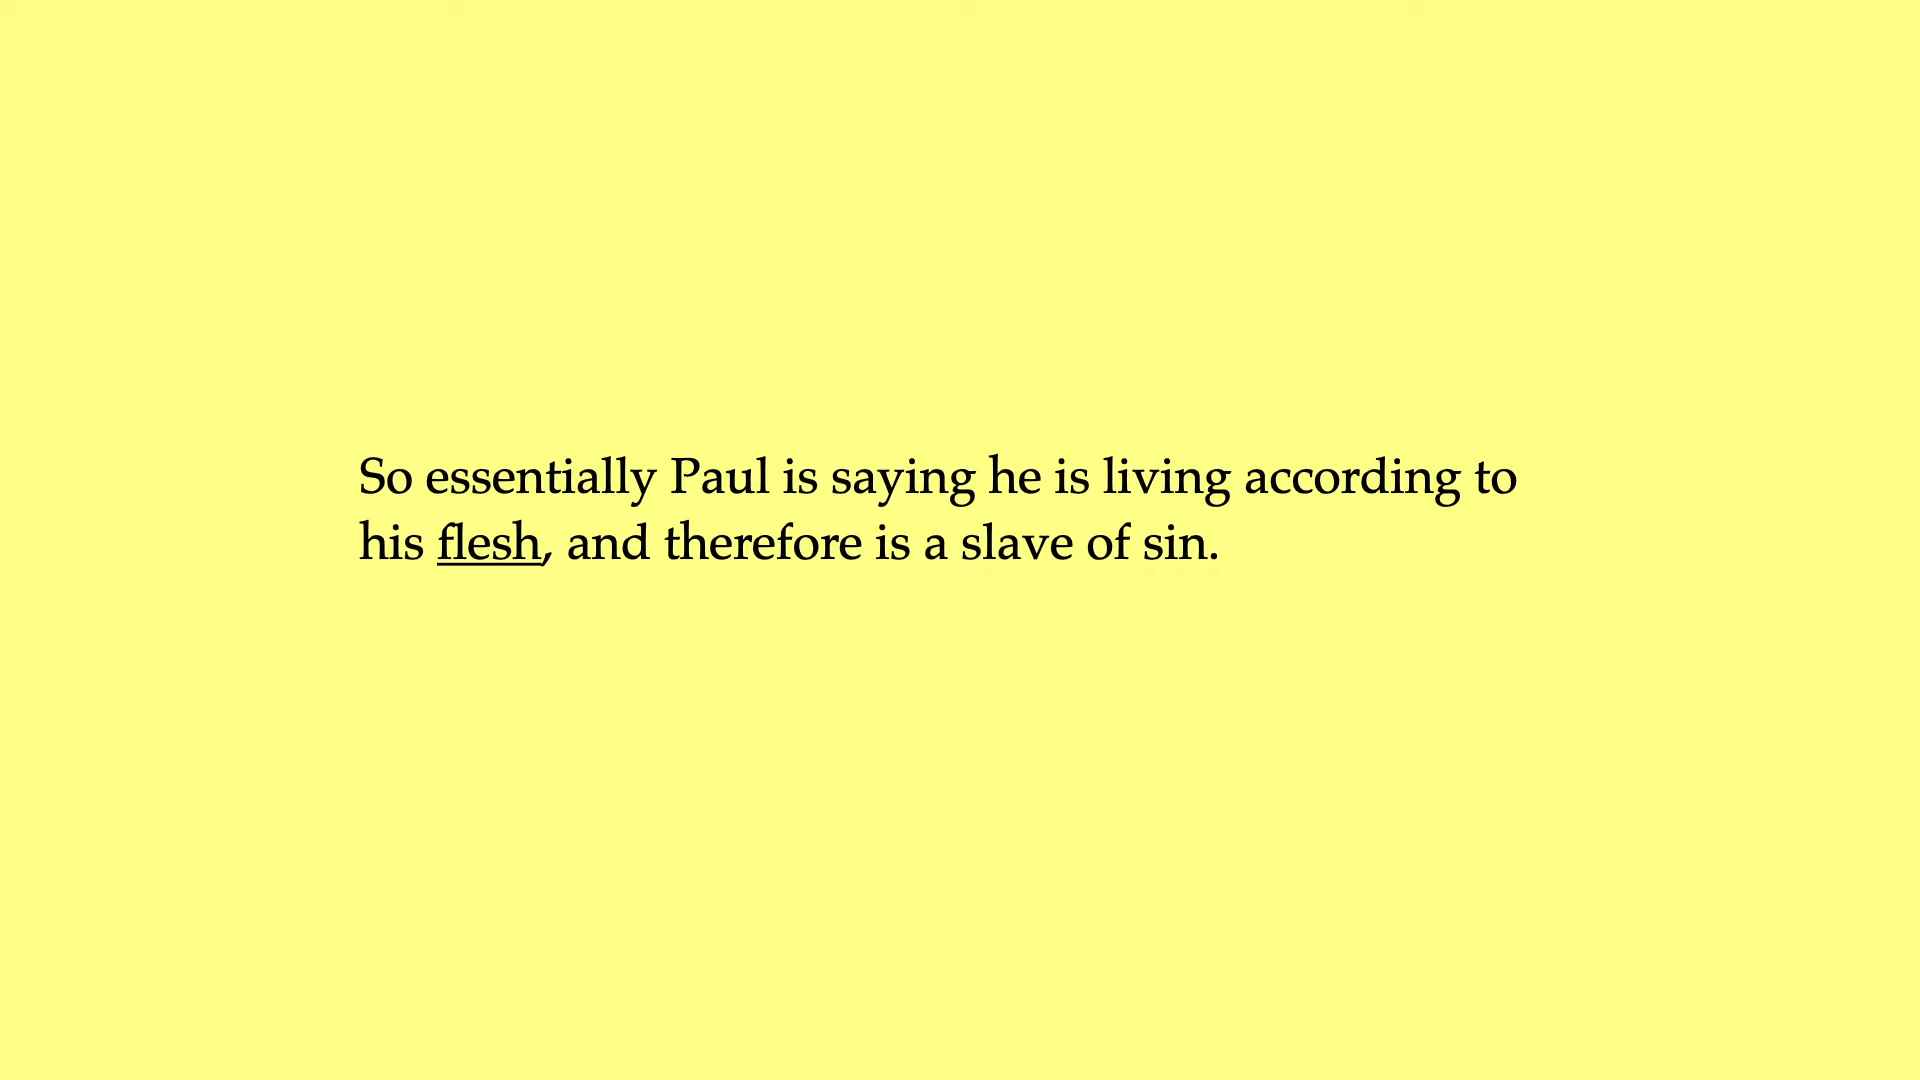 So essentially Paul is saying he is living according to
his flesh, and therefore is a slave of sin.